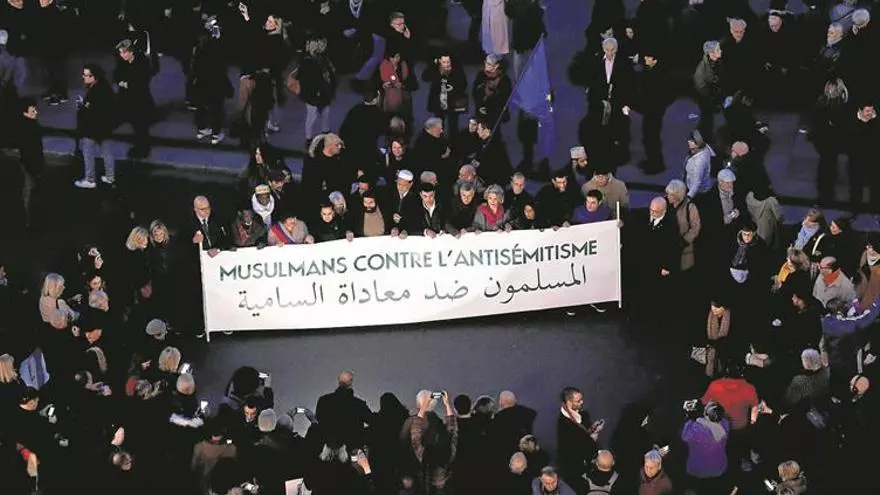 MUSULMANS CONTRE L'ANTISÉMITISME
المسلمون ضد معاداة السامية